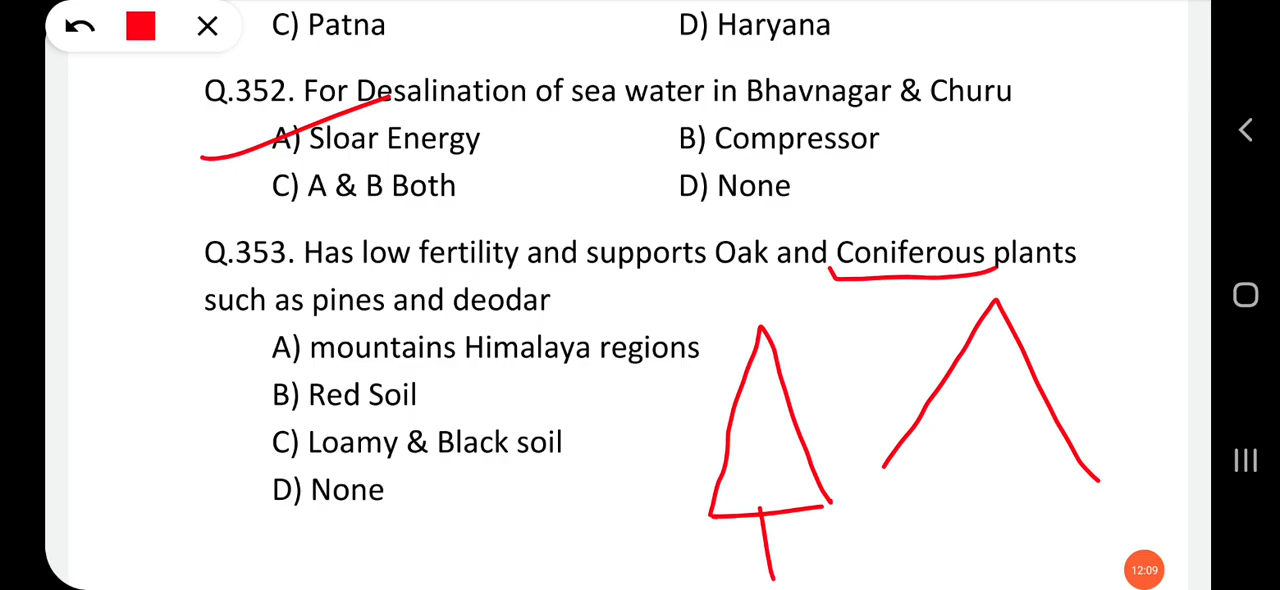 C) Patna D) Haryana
Q.352. For Desalination of sea water in Bhavnagar & Churu
A) Sloar Energy B) Compressor
C) A & B Both D) None
Q.353. Has low fertility and supports Oak and Coniferous plants
such as pines and deodar
A) mountains Himalaya regions
B) Red Soil
C) Loamy & Black soil
D) None
12:09